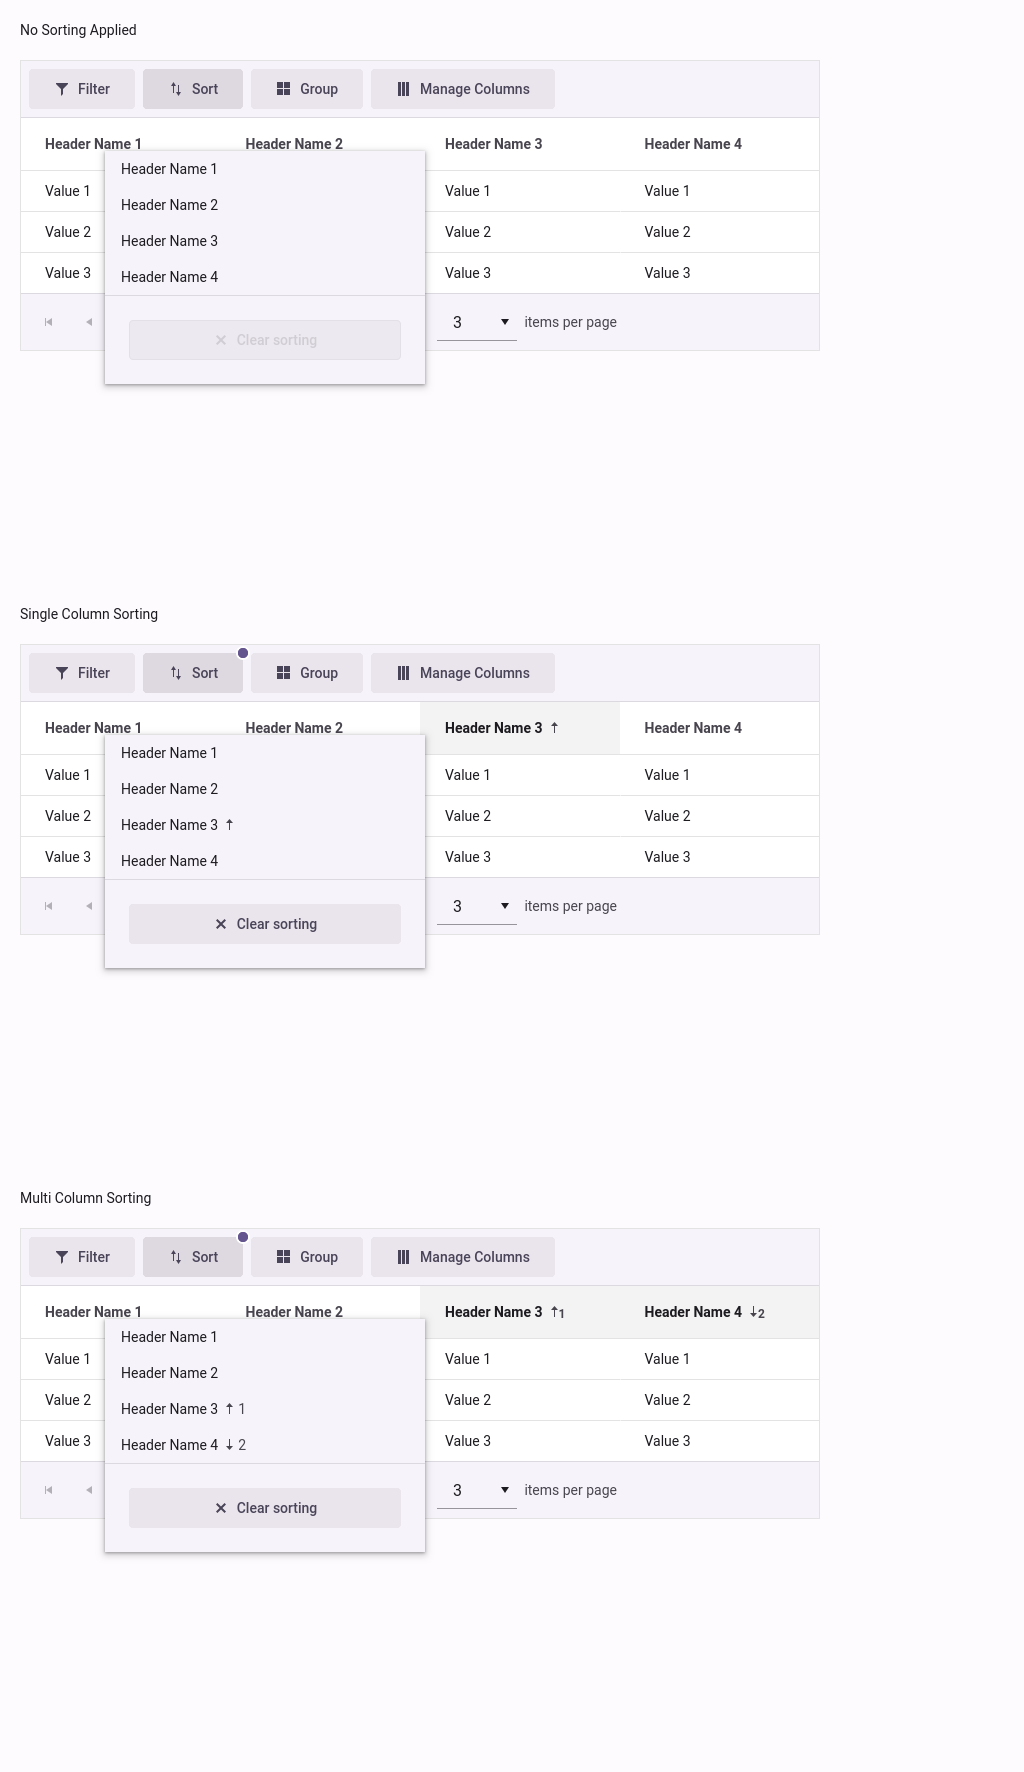 No Sorting Applied
Filter Sort Group Manage Columns
Header Name 1 Header Name 2 Header Name 3 Header Name 4
Header Name 1
Value 1 Value 1 Value 1
Header Name 2
Value 2 Value 2 Value 2
Header Name 3
Value 3 Value 3 Value 3
Header Name 4
3 items per page
Clear sorting
Single Column Sorting
Filter Sort Group Manage Columns
Header Name 1 Header Name 2 Header Name 3 ↑ Header Name 4
Header Name 1
Value 1 Value 1 Value 1
Header Name 2
Value 2 Value 2 Value 2
Header Name 3 ↑
Value 3 Value 3 Value 3
Header Name 4
3 items per page
Clear sorting
Multi Column Sorting
Filter Sort Group Manage Columns
Header Name 1 Header Name 2 Header Name 3 ↑1 Header Name 4 ↓2
Header Name 1
Value 1 Value 1 Value 1
Header Name 2
Value 2 Value 2 Value 2
Header Name 3 ↑ 1
Value 3 Value 3 Value 3
Header Name 4 ↓ 2
3 items per page
Clear sorting